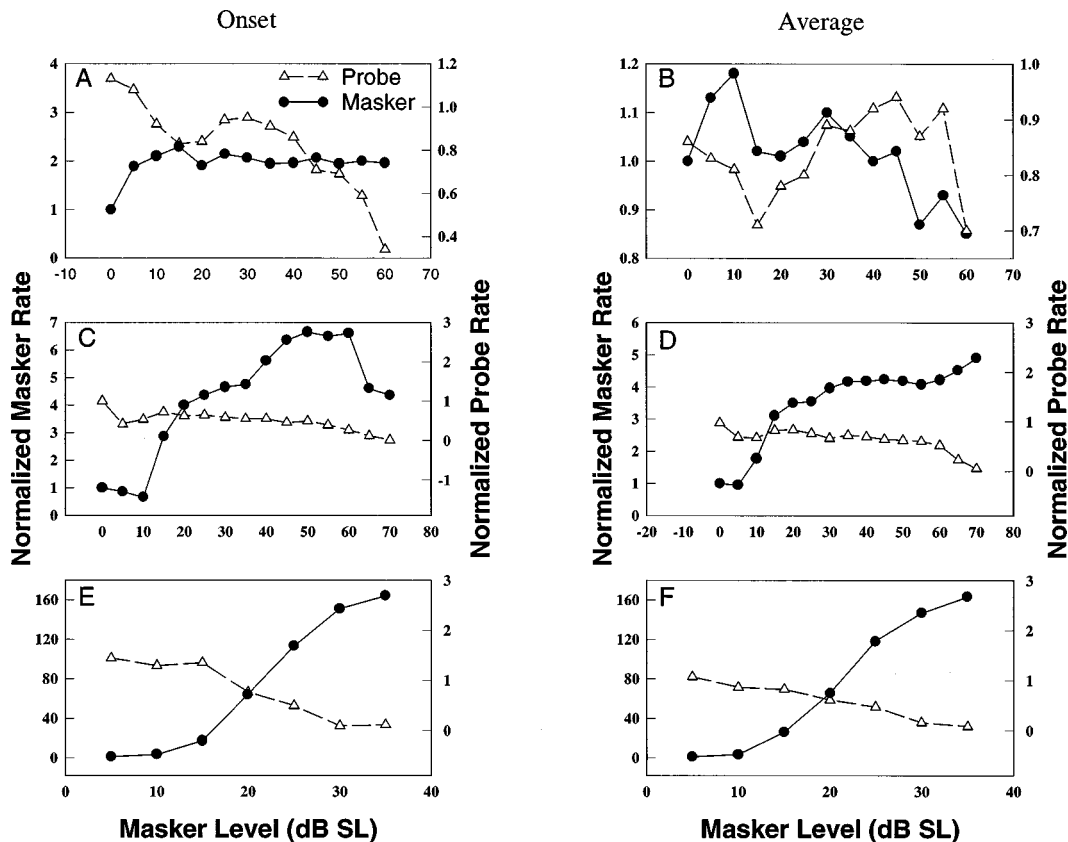 Onset
Average
A
Probe
Masker
4
3
2
1
0
1.2
1.0
0.8
0.6
0.4
-10 0 10 20 30 40 50 60 70
B
1.2
1.1
1.0
0.9
0.8
1.0
0.9
0.8
0.7
0 10 20 30 40 50 60 70
Normalized Masker Rate
Normalized Probe Rate
Normalized Masker Rate
Normalized Probe Rate
C
7
6
5
4
3
2
1
0
3
2
1
0
-1
0 10 20 30 40 50 60 70 80
D
6
5
4
3
2
1
0
3
2
1
0
-20 -10 0 10 20 30 40 50 60 70 80
E
160
120
80
40
0
3
2
1
0
0 10 20 30 40
Masker Level (dB SL)
F
160
120
80
40
0
3
2
1
0
0 10 20 30 40
Masker Level (dB SL)